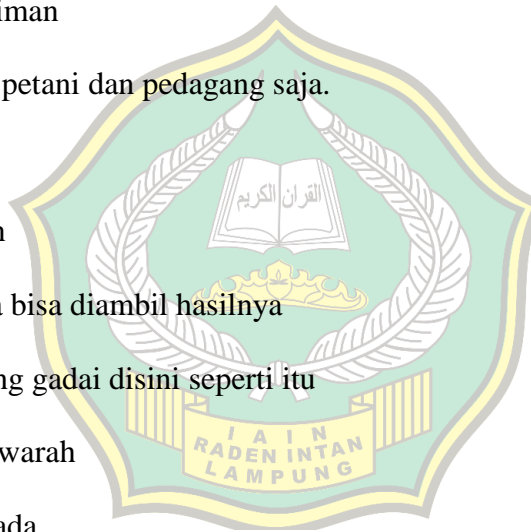 iman
petani dan pedagang saja.
bisa diambil hasilnya
ng gadai disini seperti itu
warah
ada
القرآن الكريم
I A I N
RADEN INTAN
LAMPUNG